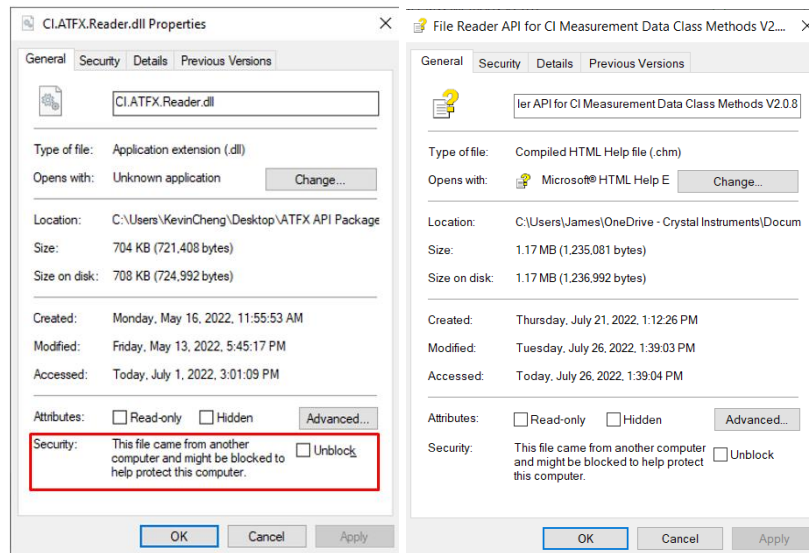 CI.ATFX.Reader.dll Properties
General Security Details Previous Versions
CI.ATFX.Reader.dll
Type of file: Application extension (.dll)
Opens with: Unknown application Change...
Location: C:\Users\KevinCheng\Desktop\ATFX API Package
Size: 704 KB (721,408 bytes)
Size on disk: 708 KB (724,992 bytes)
Created: Monday, May 16, 2022, 11:55:53 AM
Modified: Friday, May 13, 2022, 5:45:17 PM
Accessed: Today, July 1, 2022, 3:01:09 PM
Attributes: Read-only Hidden Advanced...
Security: This file came from another
computer and might be blocked to
help protect this computer.
Unblock
OK Cancel Apply
File Reader API for CI Measurement Data Class Methods V2....
General Security Details Previous Versions
ler API for CI Measurement Data Class Methods V2.0.8
Type of file: Compiled HTML Help file (.chm)
Opens with: Microsoft® HTML Help E Change...
Location: C:\Users\James\OneDrive - Crystal Instruments\Docum
Size: 1.17 MB (1,235,081 bytes)
Size on disk: 1.17 MB (1,236,992 bytes)
Created: Thursday, July 21, 2022, 1:12:26 PM
Modified: Tuesday, July 26, 2022, 1:39:03 PM
Accessed: Today, July 26, 2022, 1:39:04 PM
Attributes: Read-only Hidden Advanced...
Security: This file came from another computer
and might be blocked to help protect
this computer.
Unblock
OK Cancel Apply